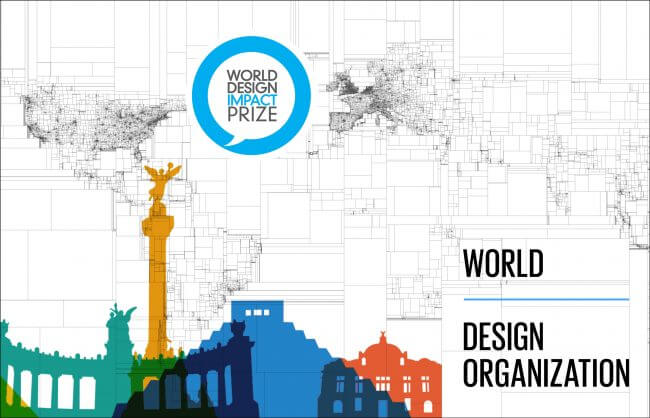 WORLD
DESIGN
IMPACT
PRIZE
WORLD
DESIGN
ORGANIZATION